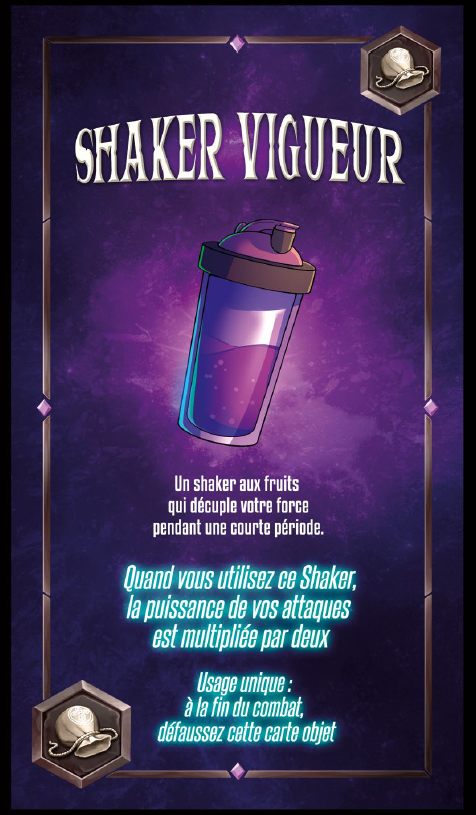 SHAKER VIGUEUR
Un shaker aux fruits
qui décuple votre force
pendant une courte période.
Quand vous utilisez ce Shaker,
la puissance de vos attaques
est multipliée par deux
Usage unique :
à la fin du combat,
défaussez cette carte objet